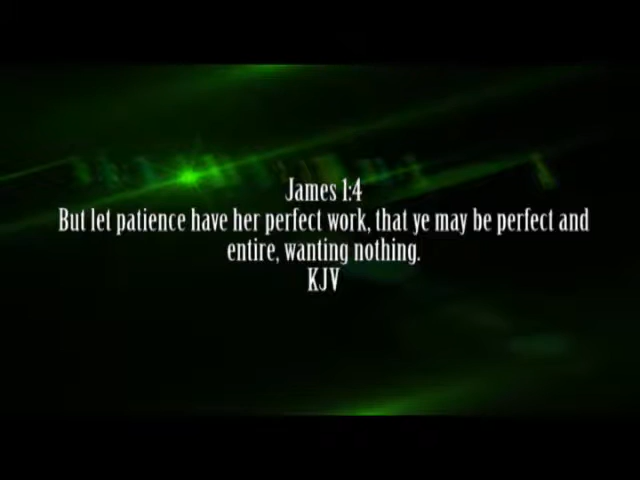 James 1:4
But let patience have her perfect work, that ye may be perfect and
entire, wanting nothing.
KJV